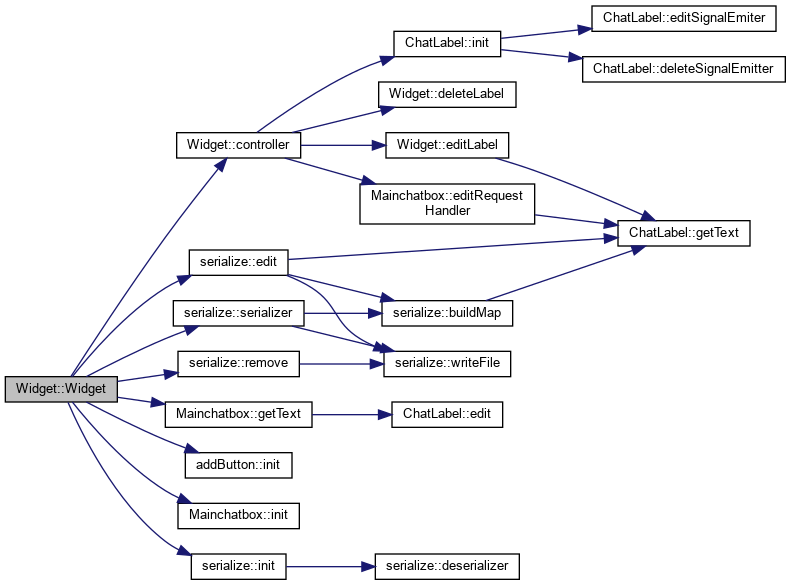 ChatLabel::editSignalEmiter
ChatLabel::init
ChatLabel::deleteSignalEmitter
Widget::deleteLabel
Widget::controller
Widget::editLabel
Mainchatbox::editRequest
Handler
ChatLabel::getText
serialize::edit
serialize::serializer
serialize::buildMap
serialize::remove
serialize::writeFile
Widget::Widget
Mainchatbox::getText
ChatLabel::edit
addButton::init
Mainchatbox::init
serialize::init
serialize::deserializer